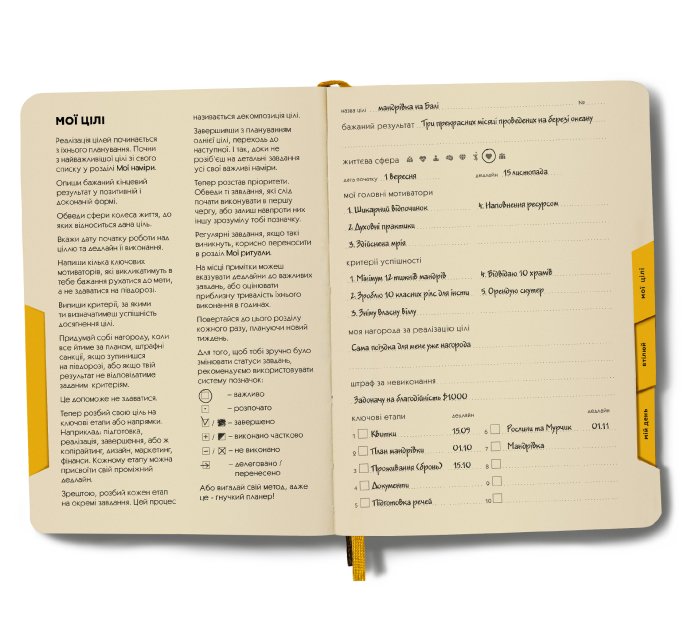 МОЇ ЦІЛІ
Реалізація цілей починається
з їхнього планування. Почни
з найважливішої цілі зі свого
списку у розділі Мої наміри.
Опиши бажаний кінцевий
результат у позитивній і
доконаній формі.
Обведи сфери колеса життя, до
яких відноситься дана ціль.
Вкажи дату початку роботи над
ціллю та дедлайн її виконання.
Напиши кілька ключових
мотиваторів, які викликатимуть в
тебе бажання рухатися до мети,
а не здаватися на півдорозі.
Випиши критерії, за якими
ти визначатимеш успішність
досягнення цілі.
Придумай собі нагороду, коли
все йтиме за планом, штрафні
санкції, якщо зупинишся
на півдорозі, або якщо твій
результат не відповідатиме
заданим критеріям.
Це допоможе не здаватися.
Тепер розбий свою ціль на
ключові етапи або напрямки.
Наприклад: підготовка,
реалізація, завершення, або ж
копірайтинг, дизайн, маркетинг,
фінанси. Кожному етапу можна
присвоїти свій проміжний
дедлайн.
Зрештою, розбий кожен етап
на окремі завдання. Цей процес
називається декомпозиція цілі.
Завершивши з плануванням
однієї цілі, переходь до
наступної. І так, доки не
розіб'єш на детальні завдання
усі свої важливі наміри.
Тепер розстав пріоритети.
Обведи ті завдання, які слід
почати виконувати в першу
чергу, або залиш навпроти них
іншу зрозумілу тобі позначку.
Регулярні завдання, якщо такі
виникнуть, корисно переносити
в розділ Мої ритуали.
На місці примітки можеш
вказувати дедлайни до важливих
завдань, або оцінювати
приблизну тривалість їхнього
виконання в годинах.
Повертайся до цього розділу
кожного разу, плануючи новий
тиждень.
Для того, щоб тобі зручно було
змінювати статуси завдань,
рекомендуємо використовувати
систему позначок:
– важливо
– розпочато
– завершено
– виконано частково
– не виконано
– делеговано /
перенесено
Або вигадай свій метод, адже
це - гнучкий планер!
назва цілі мандрівка на Балі №
бажаний результат Три прекрасних місяці проведених на березі океану
життєва сфера
дата початку 1 вересня дедлайн 15 листопада
мої головні мотиватори
1. Шикарний відпочинок 4. Наповнення ресурсом
2. Духовні практики
3. Здійснена мрія
критерії успішності
1. Мінімум 12 тижнів мандрів 4. Відвідаю 10 храмів
2. Зроблю 10 класних рілс для інсти 5. Орендую скутер
3. Зніму власну віллу
моя нагорода за реалізацію цілі
Сама поїздка для мене уже нагорода
штраф за невиконання
Задоначу на благодійність $1000
ключові етапи дедлайн дедлайн
1 Квитки 15.09 6 Рослини та Мурчик 01.11
2 План мандрівки 01.10 7 Мандрівка
3 Проживання (бронь) 15.10 8
4 Документи 9
5 Підготовка речей 10
мої цілі
втілюй
мій день